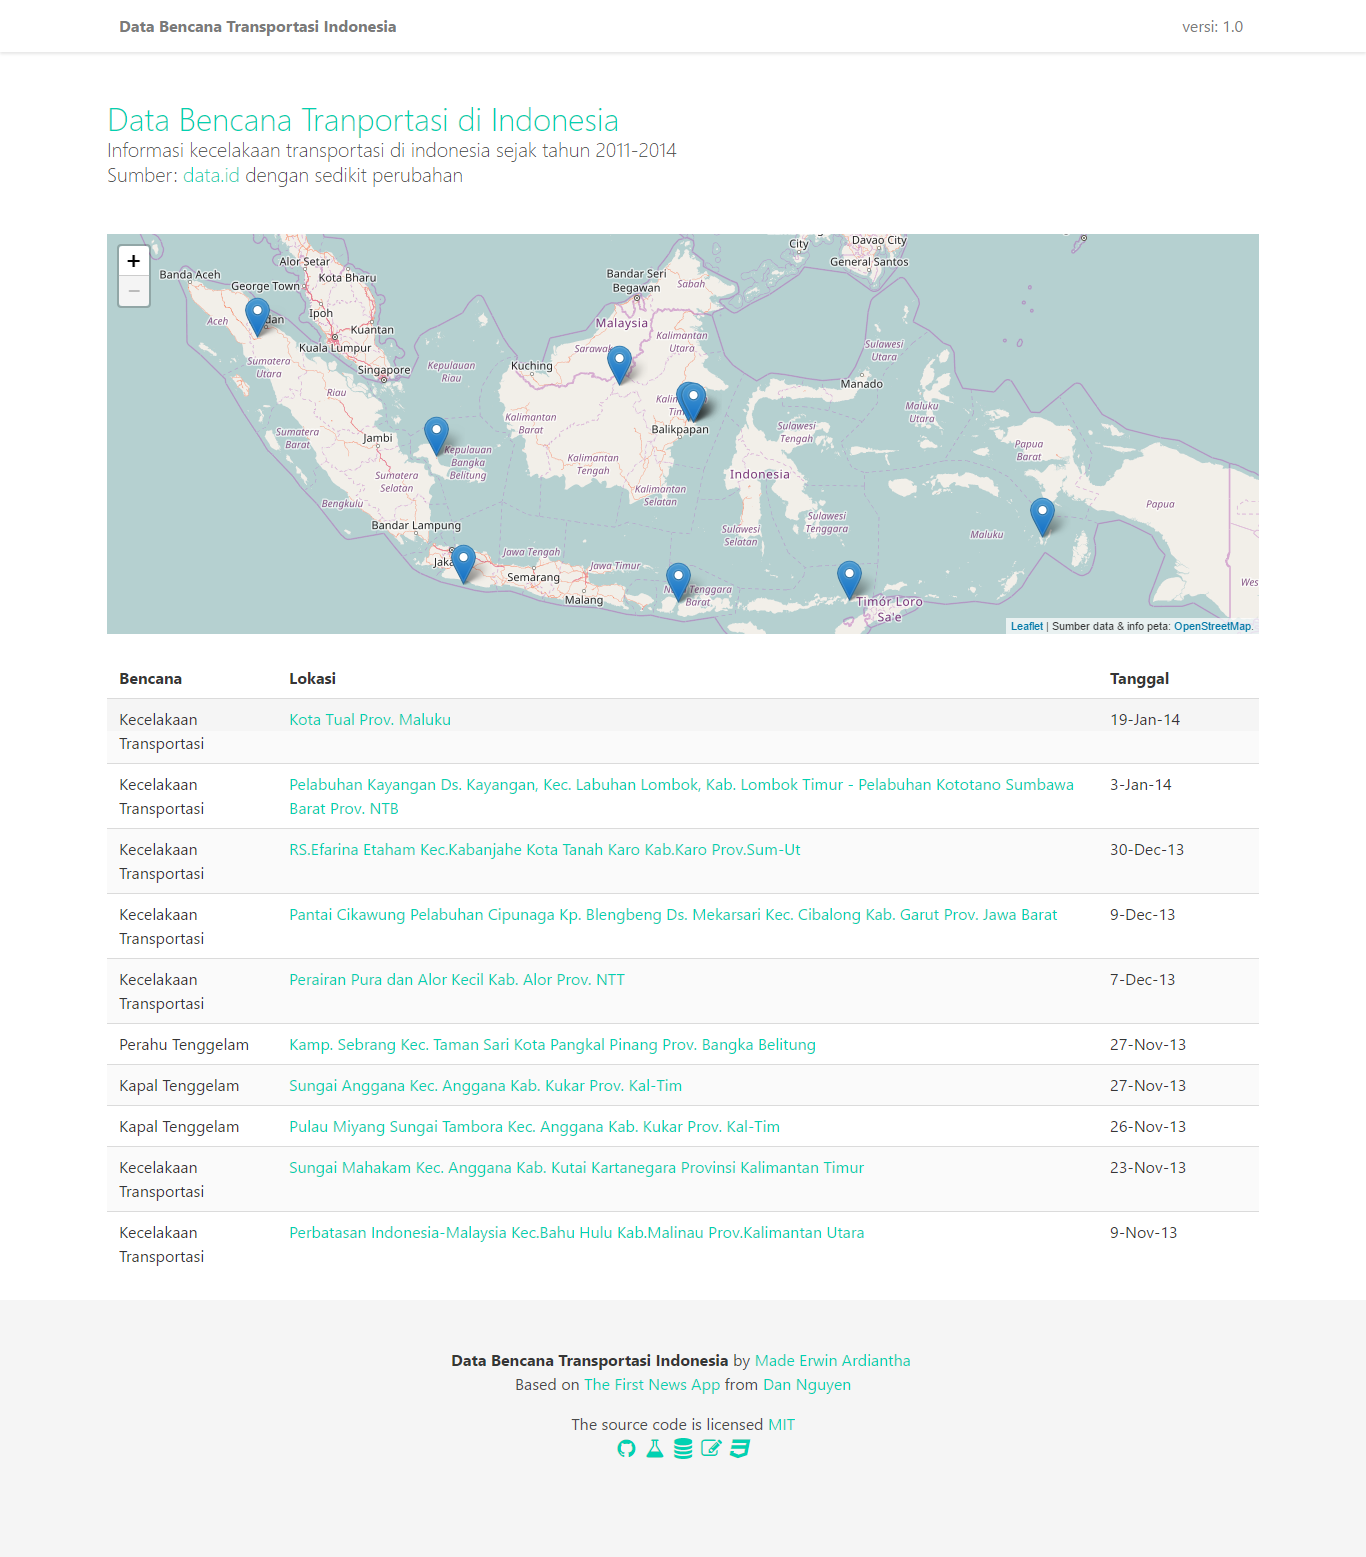 Data Bencana Transportasi Indonesia
versi: 1.0
Data Bencana Tranportasi di Indonesia
Informasi kecelakaan transportasi di indonesia sejak tahun 2011-2014
Sumber: data.id dengan sedikit perubahan
+
−
Banda Aceh
Alor Setar
George Town
Kota Bharu
Aceh
Ipoh
Kuantan
Kuala Lumpur
Sumatera
Utara
Singapore
Kepulauan
Riau
Riau
Sumatera
Barat
Jambi
Kepulauan
Bangka
Belitung
Sumatera
Selatan
Bengkulu
Bandar Lampung
Jawa Tengah
Semarang
Jawa Timur
Malang
Bandar Seri
Begawan
Sabah
Malaysia
Kalimantan
Utara
Kuching
Kalimantan
Barat
Balikpapan
Kalimantan
Tengah
Kalimantan
Selatan
City
Davao City
General Santos
Sulawesi
Utara
Manado
Maluku
Utara
Sulawesi
Tengah
Indonesia
Sulawesi
Selatan
Sulawesi
Tenggara
Papua
Barat
Papua
Maluku
Barat
Timór Loro
Sa'e
Leaflet | Sumber data & info peta: OpenStreetMap.
Bencana Lokasi Tanggal
Kecelakaan Transportasi
Kota Tual Prov. Maluku
19-Jan-14
Kecelakaan Transportasi
Pelabuhan Kayangan Ds. Kayangan, Kec. Labuhan Lombok, Kab. Lombok Timur - Pelabuhan Kototano Sumbawa
Barat Prov. NTB
3-Jan-14
Kecelakaan Transportasi
RS.Efarina Etaham Kec.Kabanjahe Kota Tanah Karo Kab.Karo Prov.Sum-Ut
30-Dec-13
Kecelakaan Transportasi
Pantai Cikawung Pelabuhan Cipunaga Kp. Blengbeng Ds. Mekarsari Kec. Cibalong Kab. Garut Prov. Jawa Barat
9-Dec-13
Kecelakaan Transportasi
Perairan Pura dan Alor Kecil Kab. Alor Prov. NTT
7-Dec-13
Perahu Tenggelam
Kamp. Sebrang Kec. Taman Sari Kota Pangkal Pinang Prov. Bangka Belitung
27-Nov-13
Kapal Tenggelam
Sungai Anggana Kec. Anggana Kab. Kukar Prov. Kal-Tim
27-Nov-13
Kapal Tenggelam
Pulau Miyang Sungai Tambora Kec. Anggana Kab. Kukar Prov. Kal-Tim
26-Nov-13
Kecelakaan Transportasi
Sungai Mahakam Kec. Anggana Kab. Kutai Kartanegara Provinsi Kalimantan Timur
23-Nov-13
Kecelakaan Transportasi
Perbatasan Indonesia-Malaysia Kec.Bahu Hulu Kab.Malinau Prov.Kalimantan Utara
9-Nov-13
Data Bencana Transportasi Indonesia by Made Erwin Ardiantha
Based on The First News App from Dan Nguyen
The source code is licensed MIT